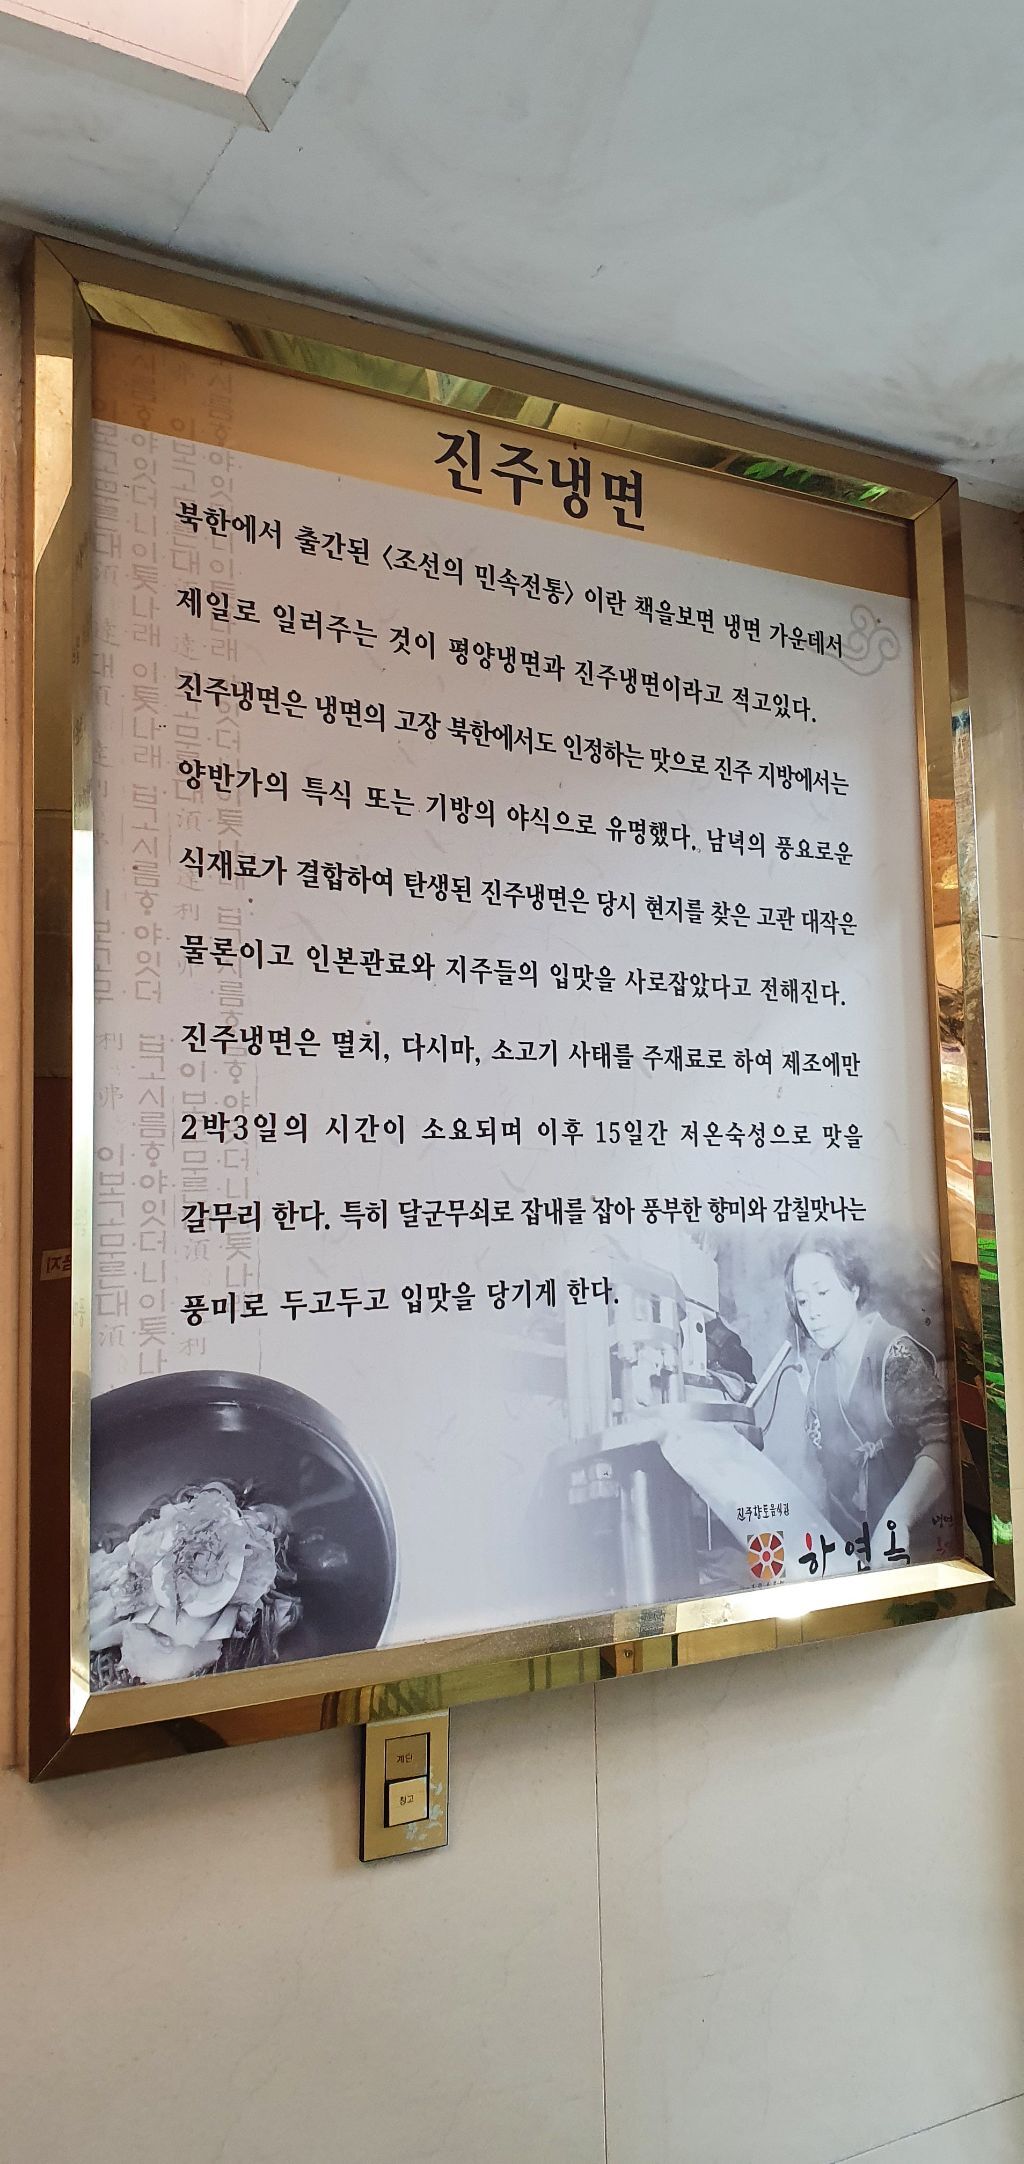 진주냉면
북한에서 출간된 <조선의 민속전통> 이란 책을보면 냉면 가운데서
제일로 일러주는 것이 평양냉면과 진주냉면이라고 적고있다.
진주냉면은 냉면의 고장 북한에서도 인정하는 맛으로 진주 지방에서는
양반가의 특식 또는 기방의 야식으로 유명했다. 남녘의 풍요로운
식재료가 결합하여 탄생된 진주냉면은 당시 현지를 찾은 고관 대작은
물론이고 인본관료와 지주들의 입맛을 사로잡았다고 전해진다.
진주냉면은 멸치, 다시마, 소고기 사태를 주재료로 하여 제조에만
2박3일의 시간이 소요되며 이후 15일간 저온숙성으로 맛을
갈무리 한다. 특히 달군무쇠로 잡내를 잡아 풍부한 향미와 감칠맛나는
풍미로 두고두고 입맛을 당기게 한다.
진주향토음식관
하연옥
냉면
계단
창고